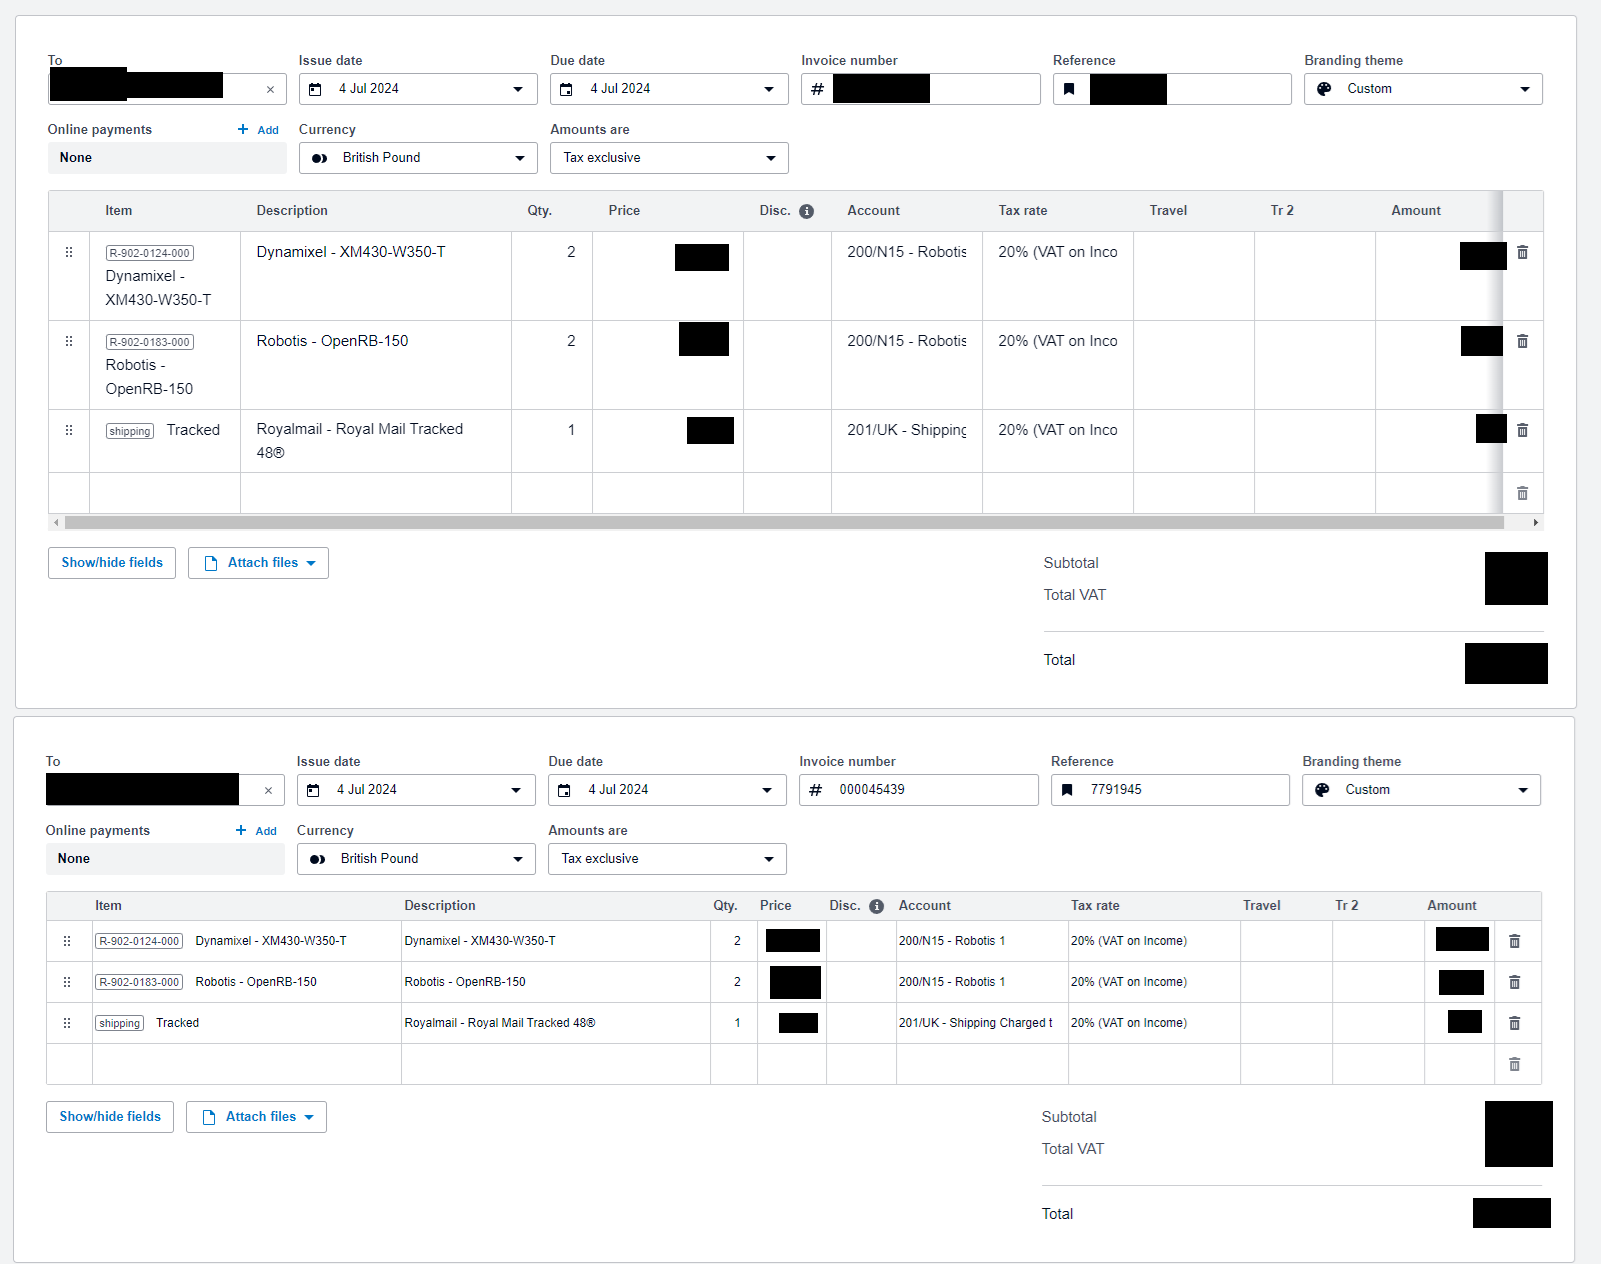 To
Issue date
Due date
Invoice number
Reference
Branding theme
4 Jul 2024
4 Jul 2024
Custom
Online payments
Add
Currency
Amounts are
None
British Pound
Tax exclusive
Item
Description
Qty.
Price
Disc.
Account
Tax rate
Travel
Tr 2
Amount
R-902-0124-000
Dynamixel -
XM430-W350-T
Dynamixel - XM430-W350-T
2
200/N15 - Robotis
20% (VAT on Inco
R-902-0183-000
Robotis -
OpenRB-150
Robotis - OpenRB-150
2
200/N15 - Robotis
20% (VAT on Inco
shipping Tracked
Royalmail - Royal Mail Tracked
48®
1
201/UK - Shipping
20% (VAT on Inco
Show/hide fields
Attach files
Subtotal
Total VAT
Total
To
Issue date
Due date
Invoice number
Reference
Branding theme
4 Jul 2024
4 Jul 2024
000045439
7791945
Custom
Online payments
Add
Currency
Amounts are
None
British Pound
Tax exclusive
Item
Description
Qty.
Price
Disc.
Account
Tax rate
Travel
Tr 2
Amount
R-902-0124-000 Dynamixel - XM430-W350-T
Dynamixel - XM430-W350-T
2
200/N15 - Robotis 1
20% (VAT on Income)
R-902-0183-000 Robotis - OpenRB-150
Robotis - OpenRB-150
2
200/N15 - Robotis 1
20% (VAT on Income)
shipping Tracked
Royalmail - Royal Mail Tracked 48®
1
201/UK - Shipping Charged t
20% (VAT on Income)
Show/hide fields
Attach files
Subtotal
Total VAT
Total